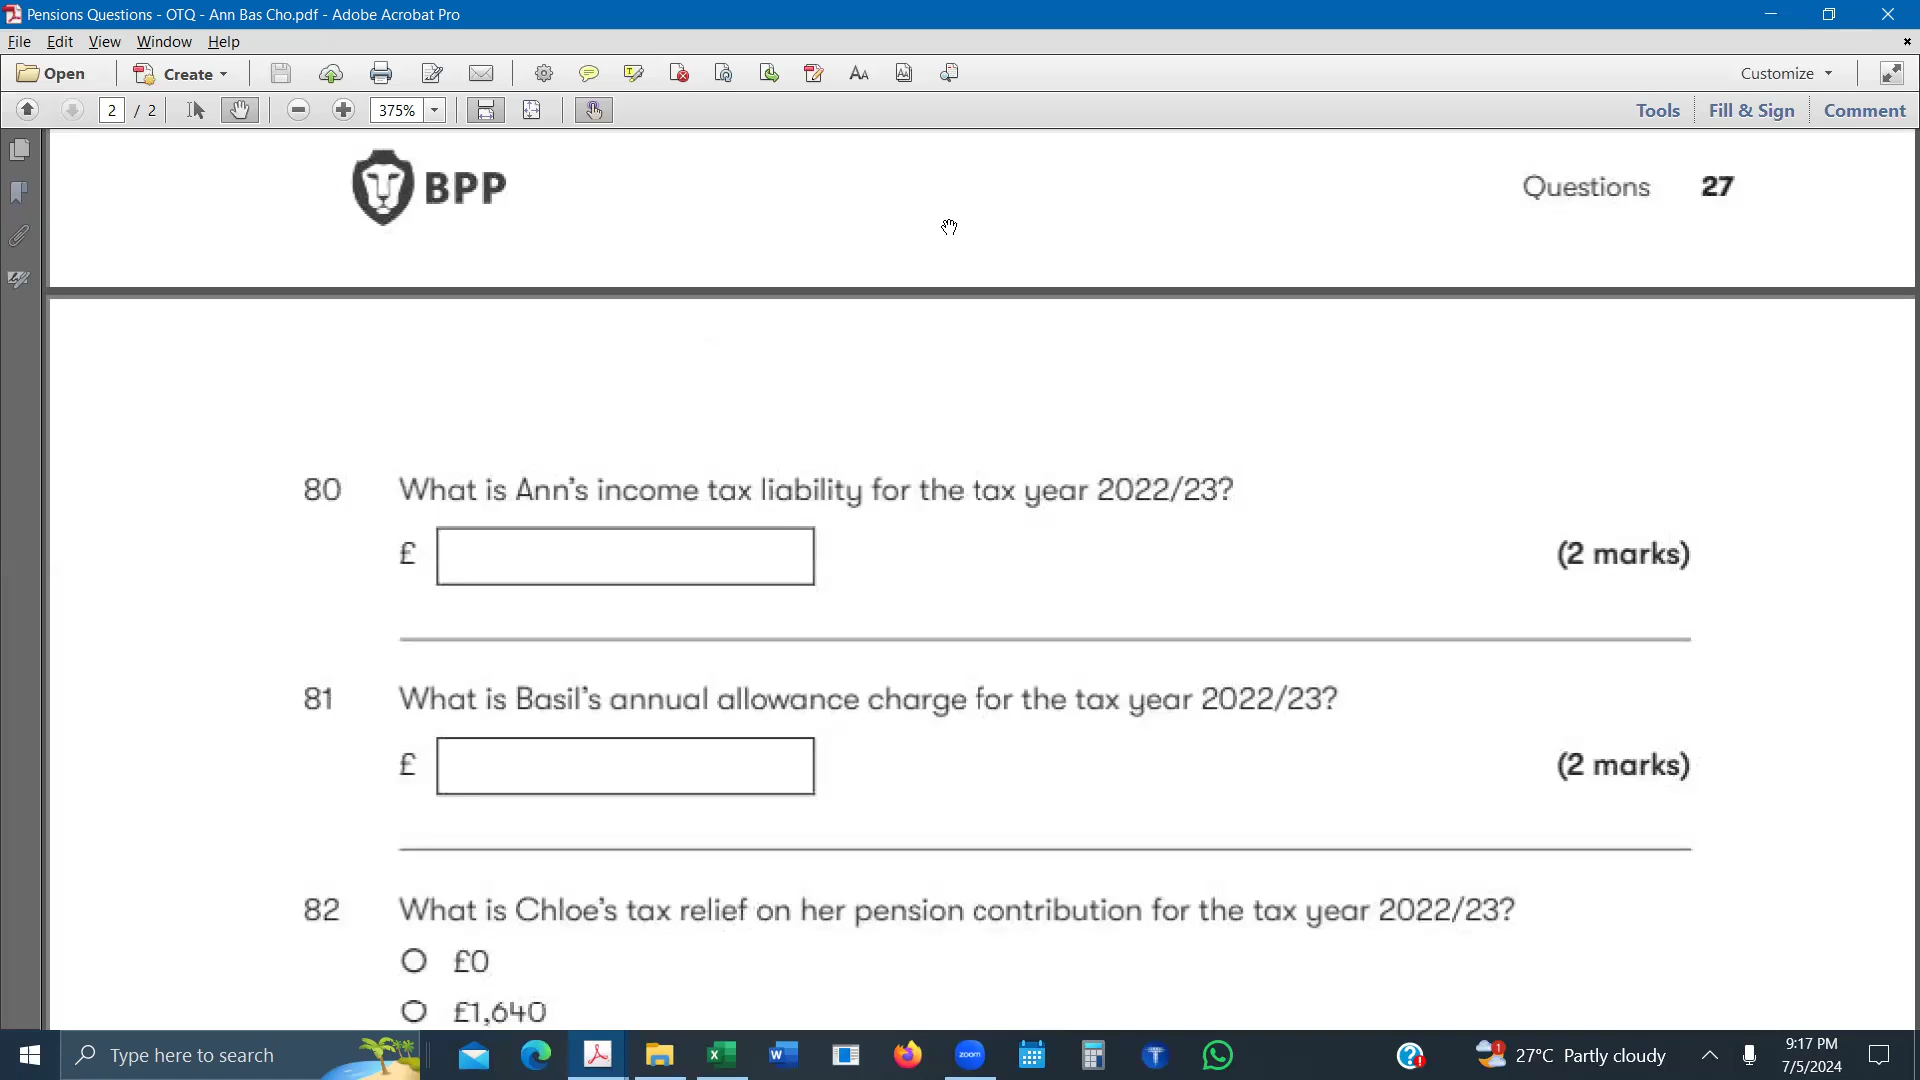 Pensions Questions - OTQ - Ann Bas Cho.pdf - Adobe Acrobat Pro
File Edit View Window Help
Open Create Customize
2 / 2 375% Tools Fill & Sign Comment
BPP Questions 27
80 What is Ann's income tax liability for the tax year 2022/23?
£ (2 marks)
81 What is Basil's annual allowance charge for the tax year 2022/23?
£ (2 marks)
82 What is Chloe's tax relief on her pension contribution for the tax year 2022/23?
£0
£1,640
Type here to search zoom 27°C Partly cloudy 9:17 PM
7/5/2024